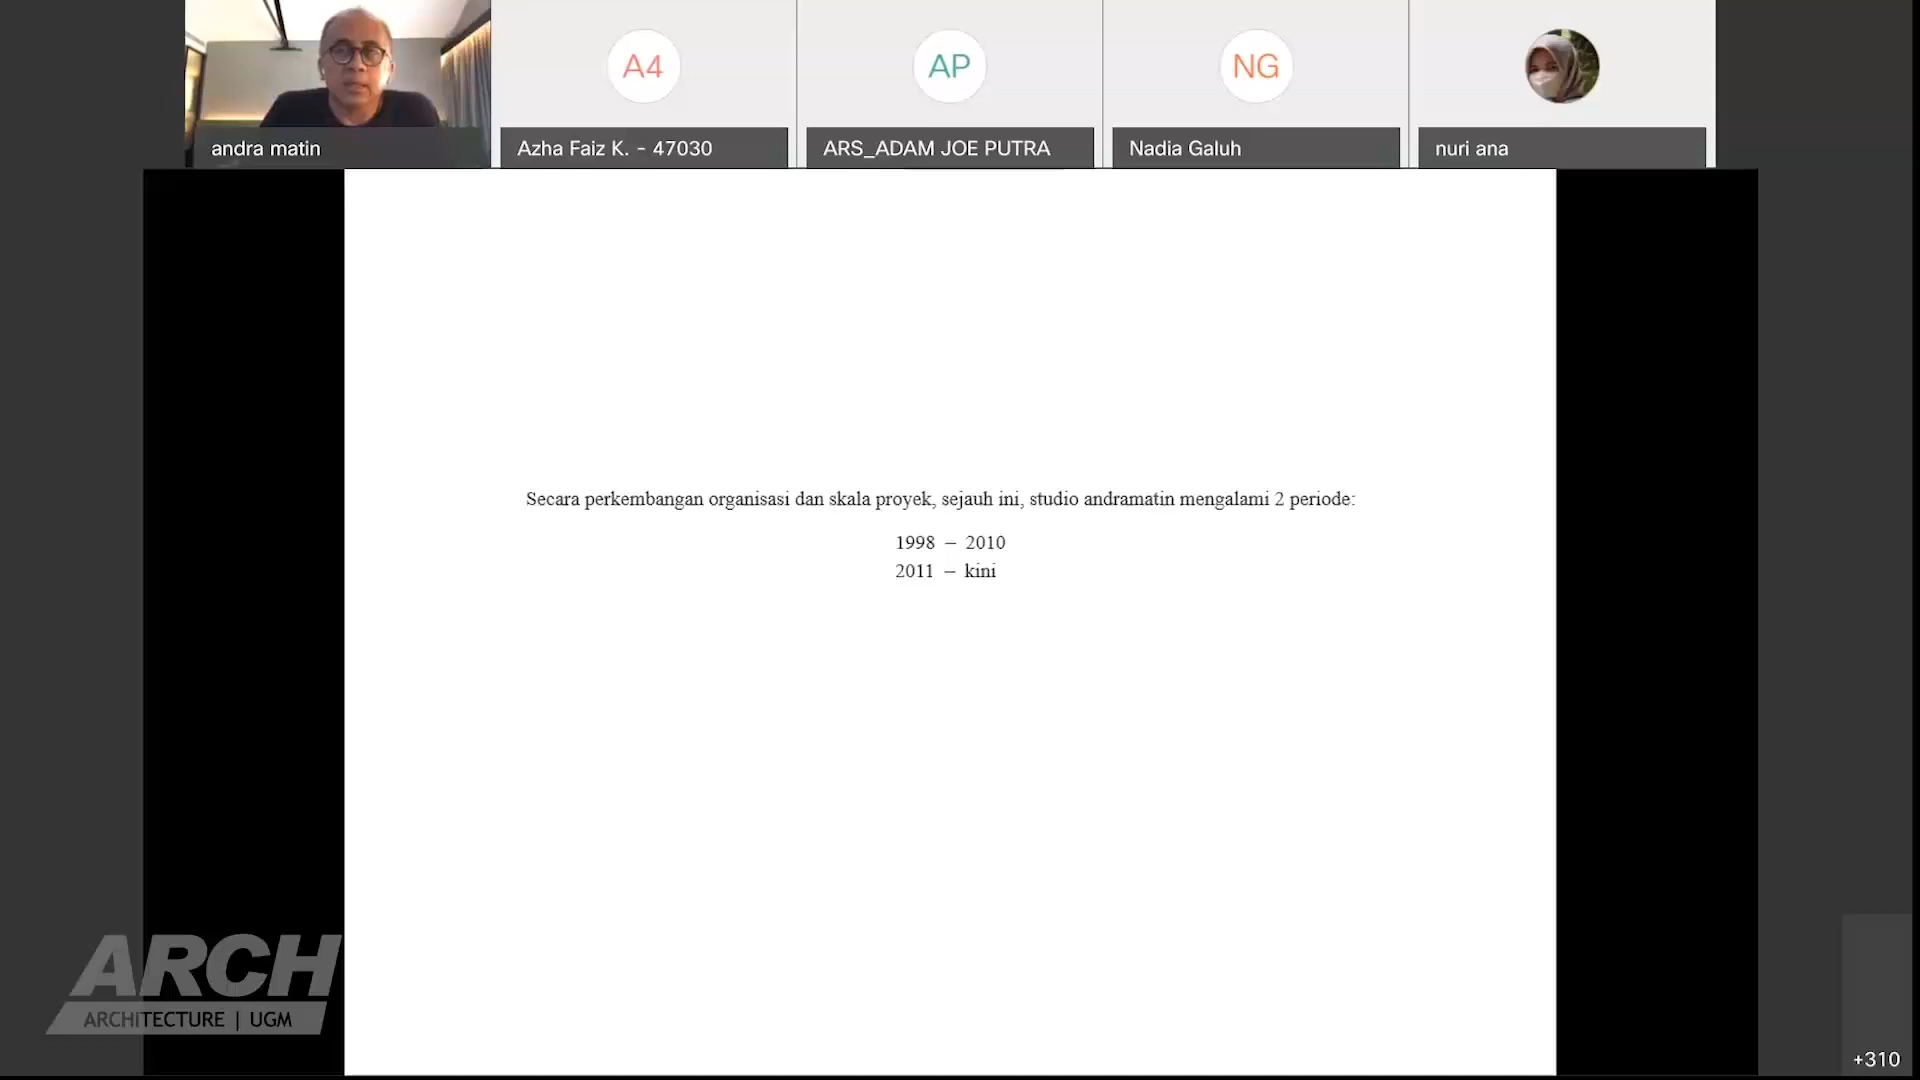 A4
AP
NG
andra matin
Azha Faiz K. - 47030
ARS_ADAM JOE PUTRA
Nadia Galuh
nuri ana
Secara perkembangan organisasi dan skala proyek, sejauh ini, studio andramatin mengalami 2 periode:
1998 – 2010
2011 – kini
ARCH
ARCHITECTURE | UGM
+310